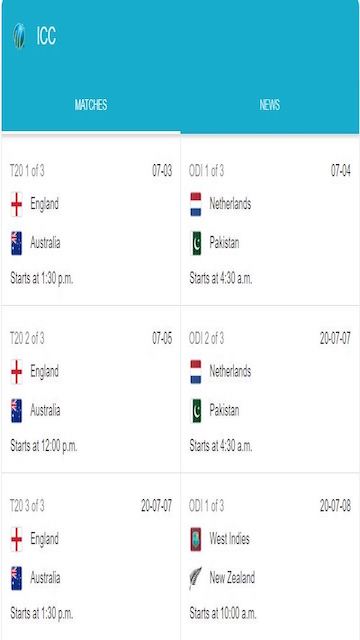 ICC
MATCHES
NEWS
T20 1 of 3
07-03
England
Australia
Starts at 1:30 p.m.
ODI 1 of 3
07-04
Netherlands
Pakistan
Starts at 4:30 a.m.
T20 2 of 3
07-05
England
Australia
Starts at 12:00 p.m.
ODI 2 of 3
20-07-07
Netherlands
Pakistan
Starts at 4:30 a.m.
T20 3 of 3
20-07-07
England
Australia
Starts at 1:30 p.m.
ODI 1 of 3
20-07-08
West Indies
New Zealand
Starts at 10:00 a.m.